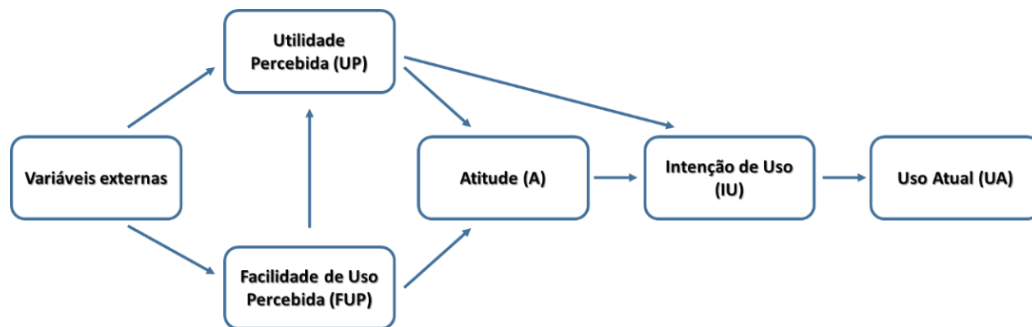 Utilidade
Percebida (UP)
Variáveis externas
Atitude (A)
Intenção de Uso
(IU)
Uso Atual (UA)
Facilidade de Uso
Percebida (FUP)